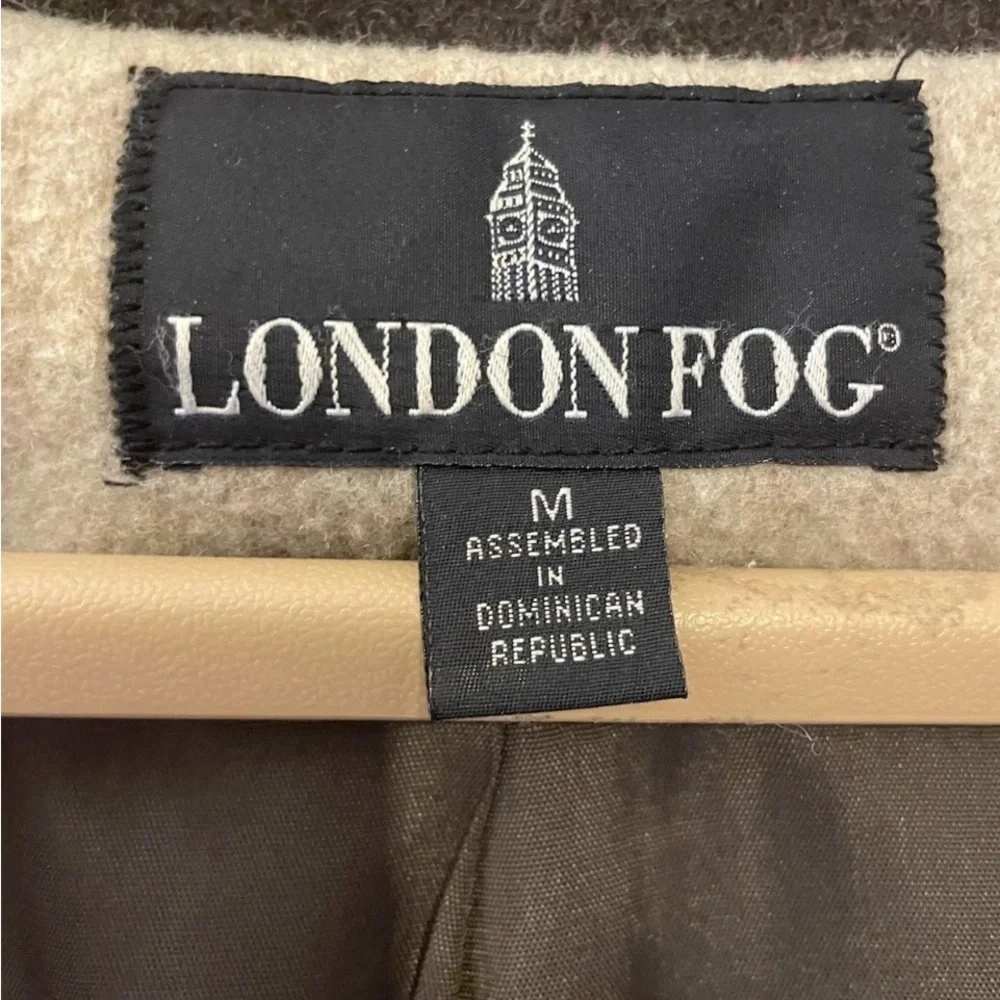 LONDON FOG®
M
ASSEMBLED
IN
DOMINICAN
REPUBLIC